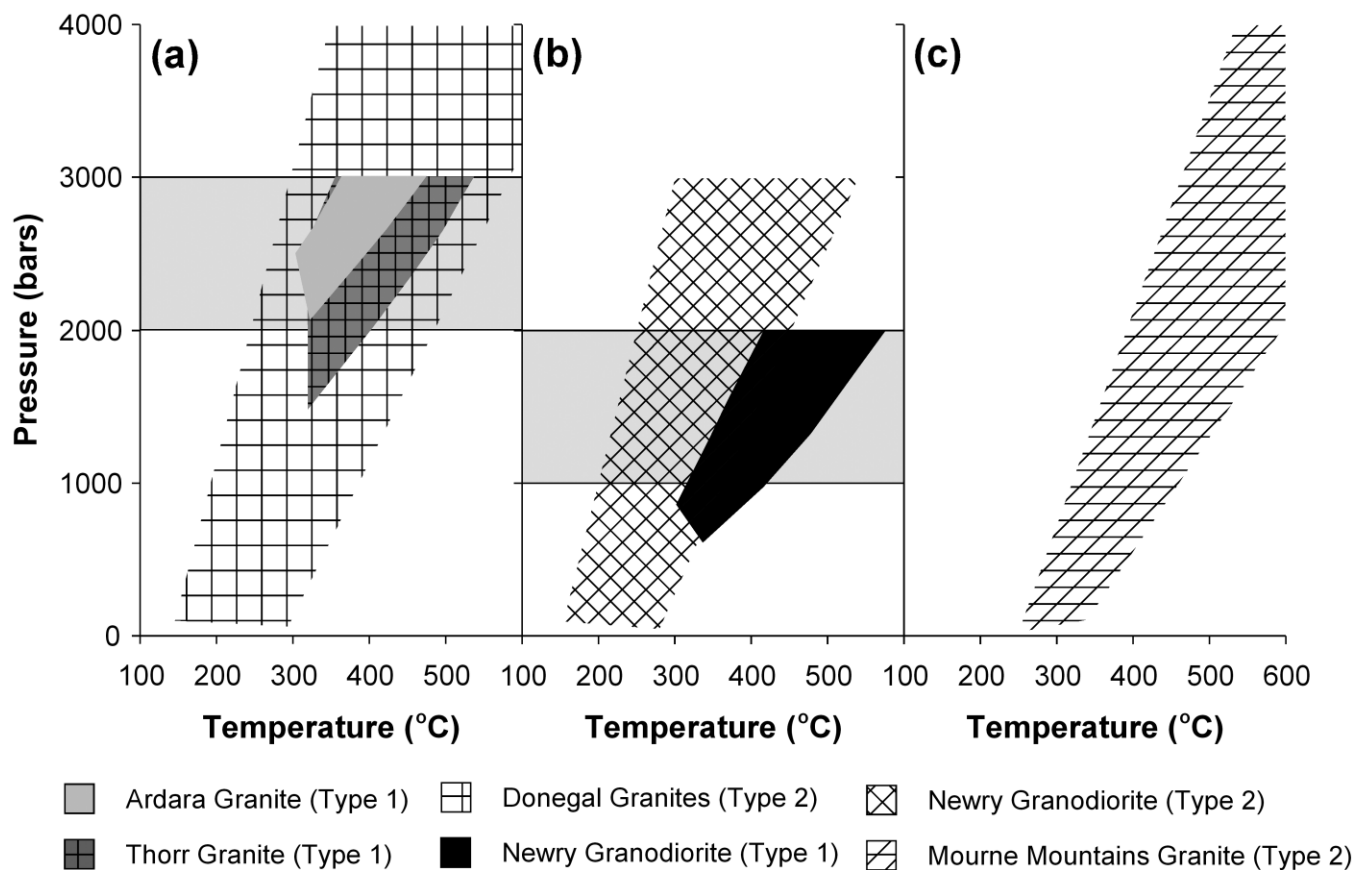 (a) (b) (c)
4000
3000
2000
1000
0
Pressure (bars)
100 200 300 400 500 100 200 300 400 500 100 200 300 400 500 600
Temperature (°C) Temperature (°C) Temperature (°C)
Ardara Granite (Type 1) Donegal Granites (Type 2) Newry Granodiorite (Type 2)
Thorr Granite (Type 1) Newry Granodiorite (Type 1) Mourne Mountains Granite (Type 2)